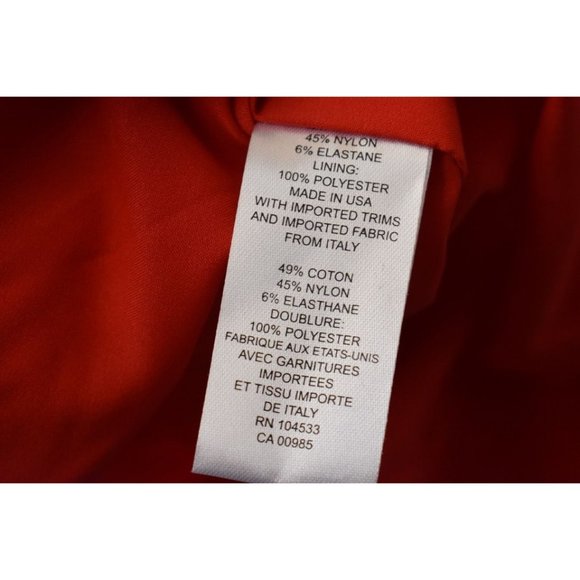 45% NYLON
6% ELASTANE
LINING:
100% POLYESTER
MADE IN USA
WITH IMPORTED TRIMS
AND IMPORTED FABRIC
FROM ITALY
49% COTON
45% NYLON
6% ELASTHANE
DOUBLURE:
100% POLYESTER
FABRIQUE AUX ETATS-UNIS
AVEC GARNITURES
IMPORTEES
ET TISSU IMPORTE
DE ITALY
RN 104533
CA 00985